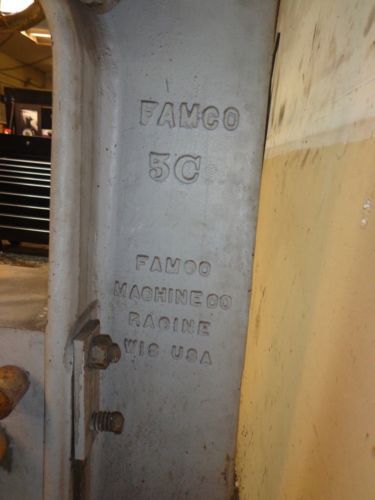 FAMCO
5C
FAMCO
MACHINE CO
RACINE
WIS USA